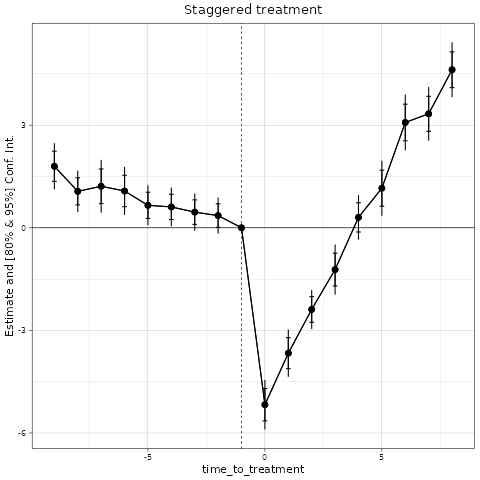 Staggered treatment
Estimate and [80% & 95%] Conf. Int.
3
0
-3
-6
-5
0
5
time_to_treatment